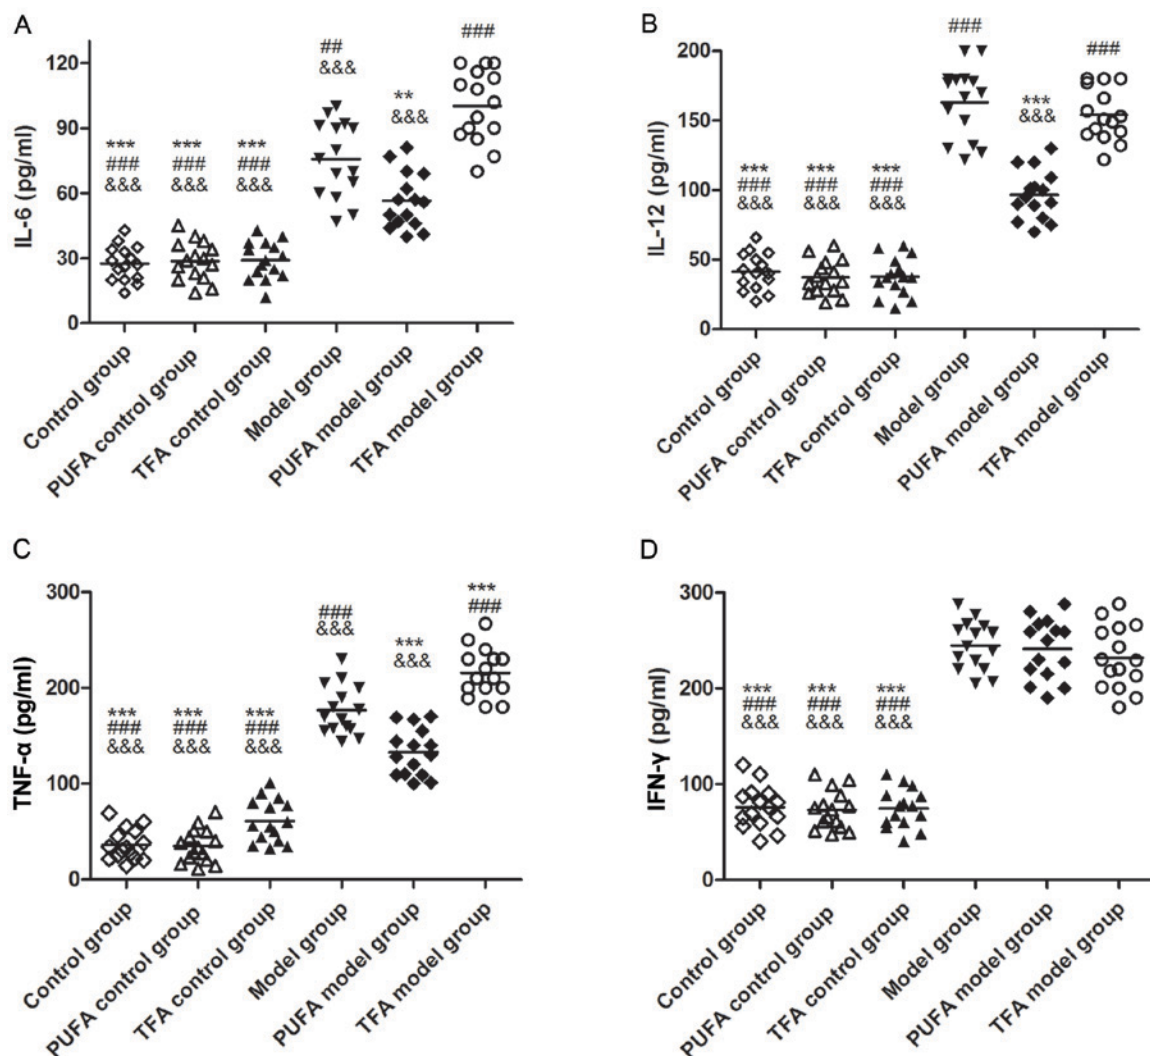 A
IL-6 (pg/ml)
120
90
60
30
0
***
###
&&&
***
###
&&&
***
###
&&&
##
&&&
**
&&&
###
Control group
PUFA control group
TFA control group
Model group
PUFA model group
TFA model group
B
IL-12 (pg/ml)
200
150
100
50
0
***
###
&&&
***
###
&&&
***
###
&&&
###
***
&&&
###
Control group
PUFA control group
TFA control group
Model group
PUFA model group
TFA model group
C
TNF-α (pg/ml)
300
200
100
0
***
###
&&&
***
###
&&&
***
###
&&&
###
&&&
***
&&&
***
###
Control group
PUFA control group
TFA control group
Model group
PUFA model group
TFA model group
D
IFN-γ (pg/ml)
300
200
100
0
***
###
&&&
***
###
&&&
***
###
&&&
Control group
PUFA control group
TFA control group
Model group
PUFA model group
TFA model group